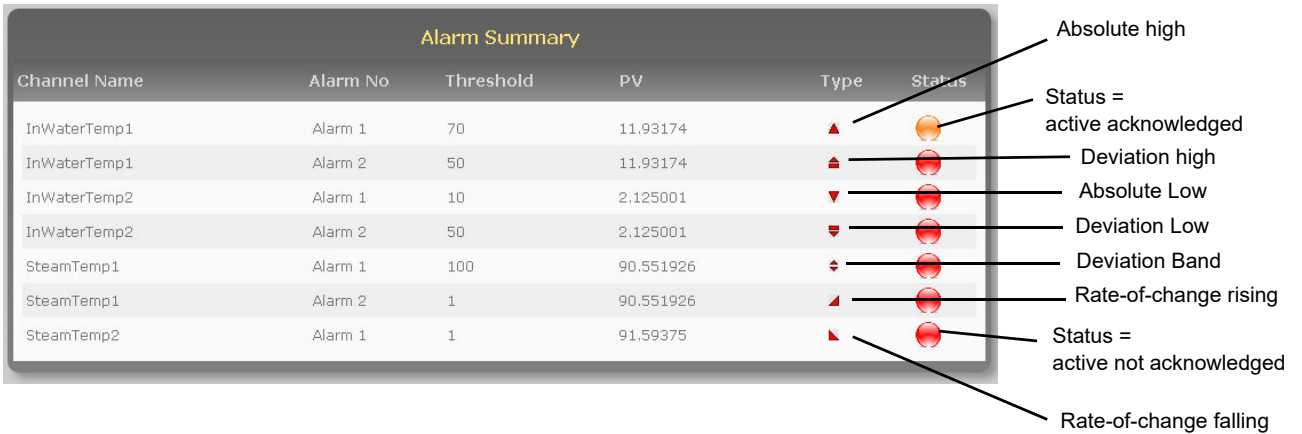 Alarm Summary
Channel Name Alarm No Threshold PV Type Status
InWaterTemp1 Alarm 1 70 11.93174
InWaterTemp1 Alarm 2 50 11.93174
InWaterTemp2 Alarm 1 10 2.125001
InWaterTemp2 Alarm 2 50 2.125001
SteamTemp1 Alarm 1 100 90.551926
SteamTemp1 Alarm 2 1 90.551926
SteamTemp2 Alarm 1 1 91.59375
Absolute high
Status =
active acknowledged
Deviation high
Absolute Low
Deviation Low
Deviation Band
Rate-of-change rising
Status =
active not acknowledged
Rate-of-change falling